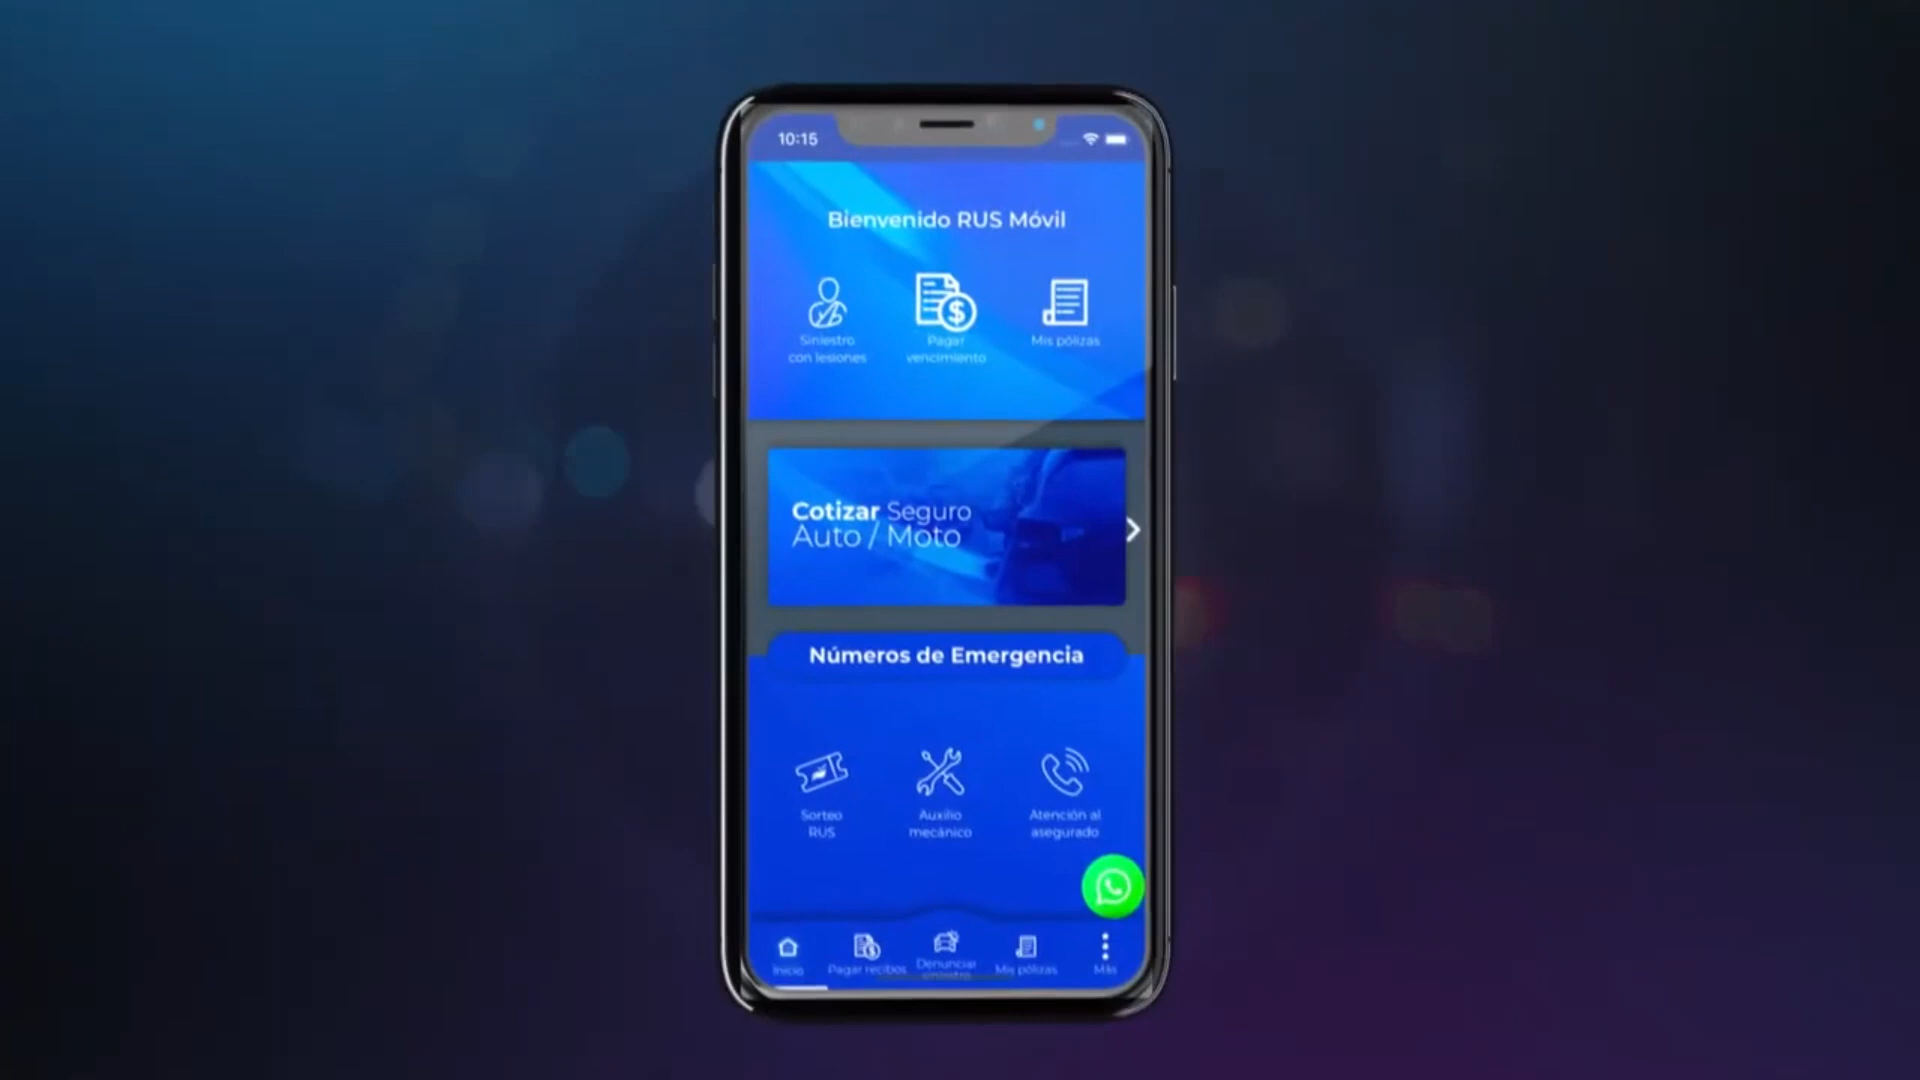 10:15
Bienvenido RUS Móvil
Siniestro
con lesiones
Pagar
vencimiento
Mis pólizas
Cotizar Seguro
Auto / Moto
Números de Emergencia
Sorteo
RUS
Auxilio
mecánico
Atención al
asegurado
Inicio
Pagar recibos
Denunciar
siniestro
Mis pólizas
Más